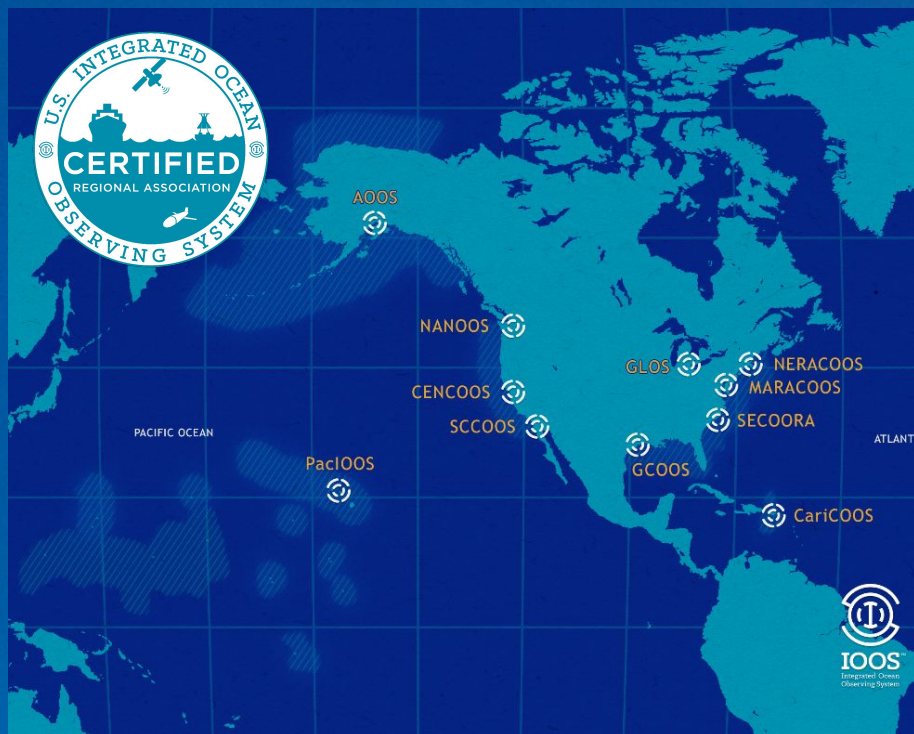 U.S. INTEGRATED OCEAN
CERTIFIED
REGIONAL ASSOCIATION
OBSERVING SYSTEM
AOOS
NANOOS
GLOS
NERACOOS
MARACOOS
CENCOOS
SCCOOS
SECOORA
PACIFIC OCEAN
ATLANT
PacIOOS
GCOOS
CariCOOS
IOOS™
Integrated Ocean
Observing System